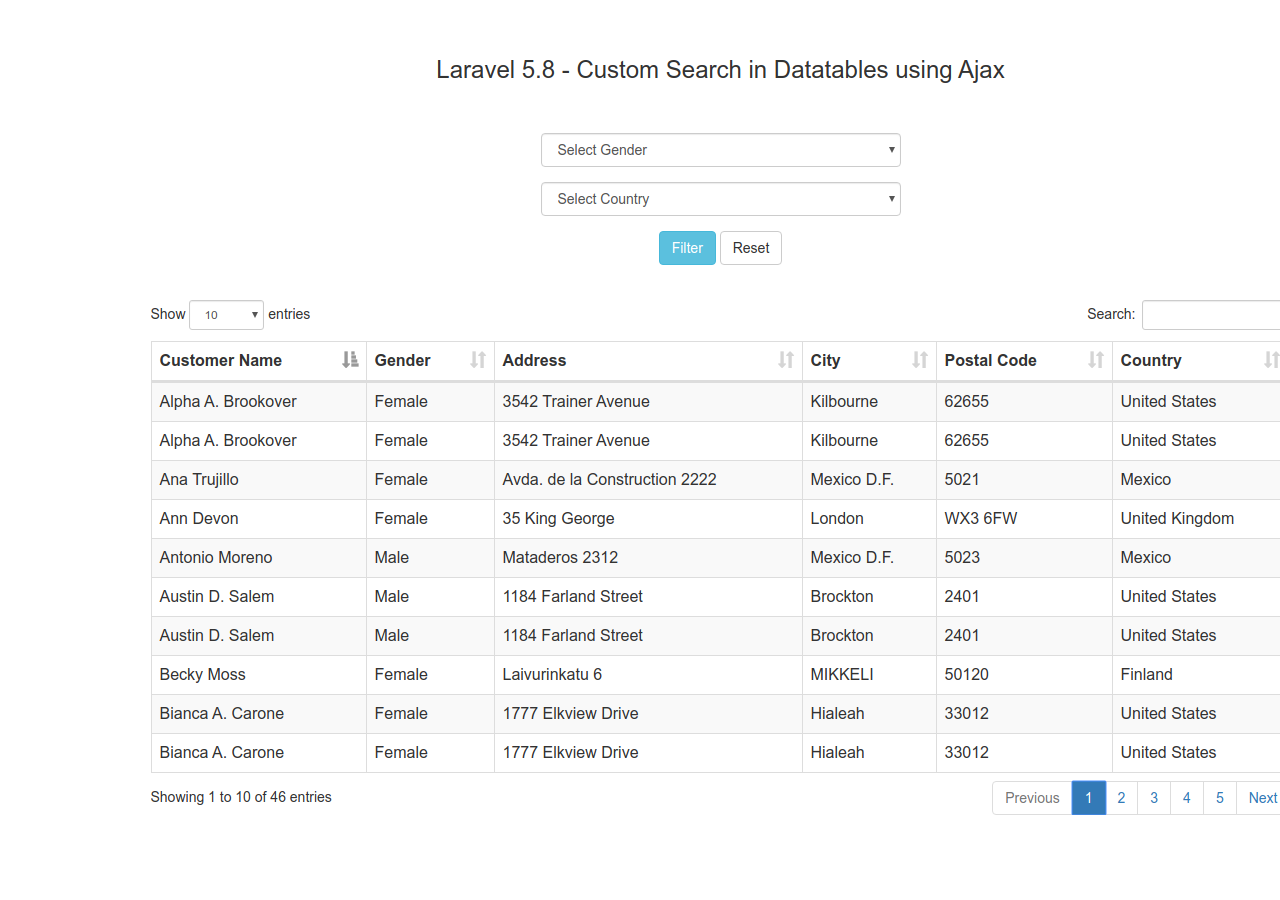 Laravel 5.8 - Custom Search in Datatables using Ajax
Select Gender
Select Country
Filter Reset
Show 10 entries Search:
Customer Name Gender Address City Postal Code Country
Alpha A. Brookover Female 3542 Trainer Avenue Kilbourne 62655 United States
Alpha A. Brookover Female 3542 Trainer Avenue Kilbourne 62655 United States
Ana Trujillo Female Avda. de la Construction 2222 Mexico D.F. 5021 Mexico
Ann Devon Female 35 King George London WX3 6FW United Kingdom
Antonio Moreno Male Mataderos 2312 Mexico D.F. 5023 Mexico
Austin D. Salem Male 1184 Farland Street Brockton 2401 United States
Austin D. Salem Male 1184 Farland Street Brockton 2401 United States
Becky Moss Female Laivurinkatu 6 MIKKELI 50120 Finland
Bianca A. Carone Female 1777 Elkview Drive Hialeah 33012 United States
Bianca A. Carone Female 1777 Elkview Drive Hialeah 33012 United States
Showing 1 to 10 of 46 entries Previous 1 2 3 4 5 Next